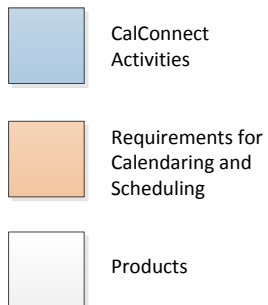 CalConnect
Activities
Requirements for
Calendaring and
Scheduling
Products